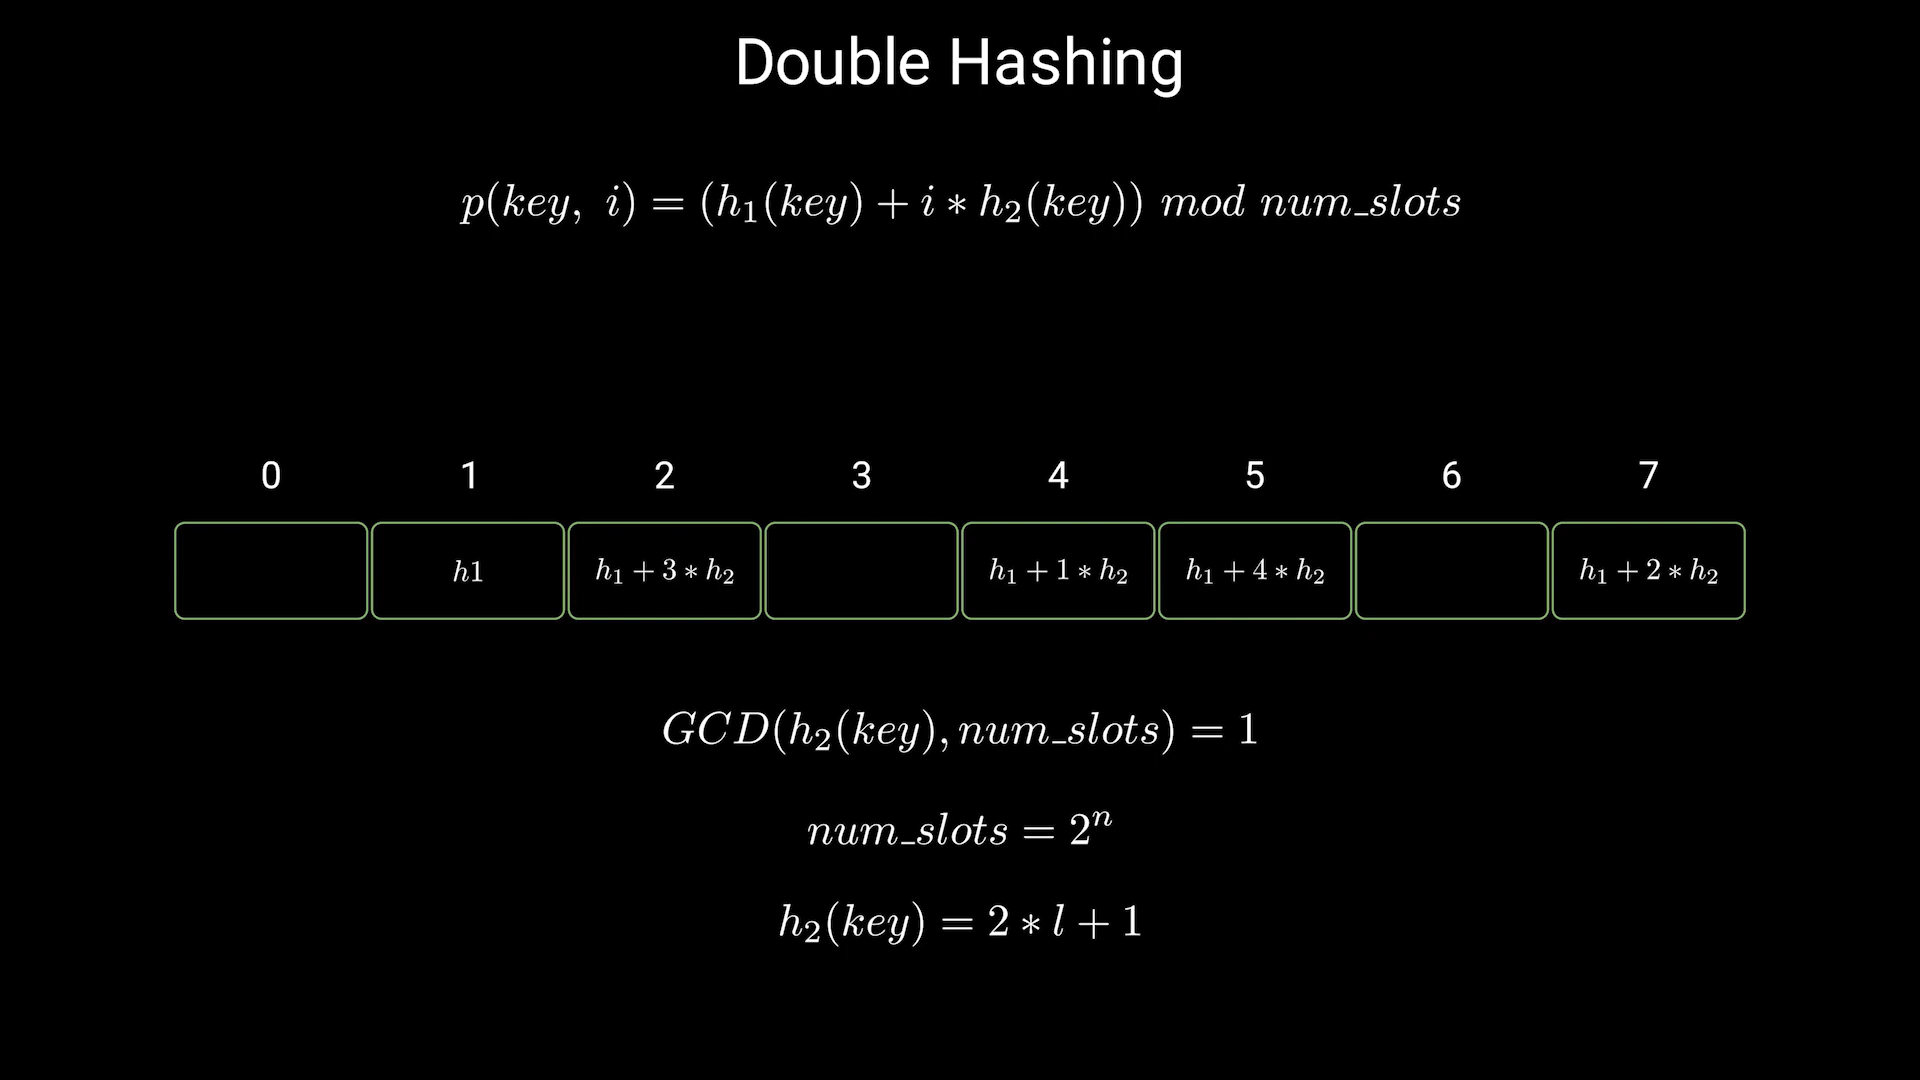 Double Hashing
p(key, i) = (h₁(key) + i * h₂(key)) mod num_slots
0 1 2 3 4 5 6 7
h1 h₁ + 3 * h₂ h₁ + 1 * h₂ h₁ + 4 * h₂ h₁ + 2 * h₂
GCD(h₂(key), num_slots) = 1
num_slots = 2ⁿ
h₂(key) = 2 * l + 1